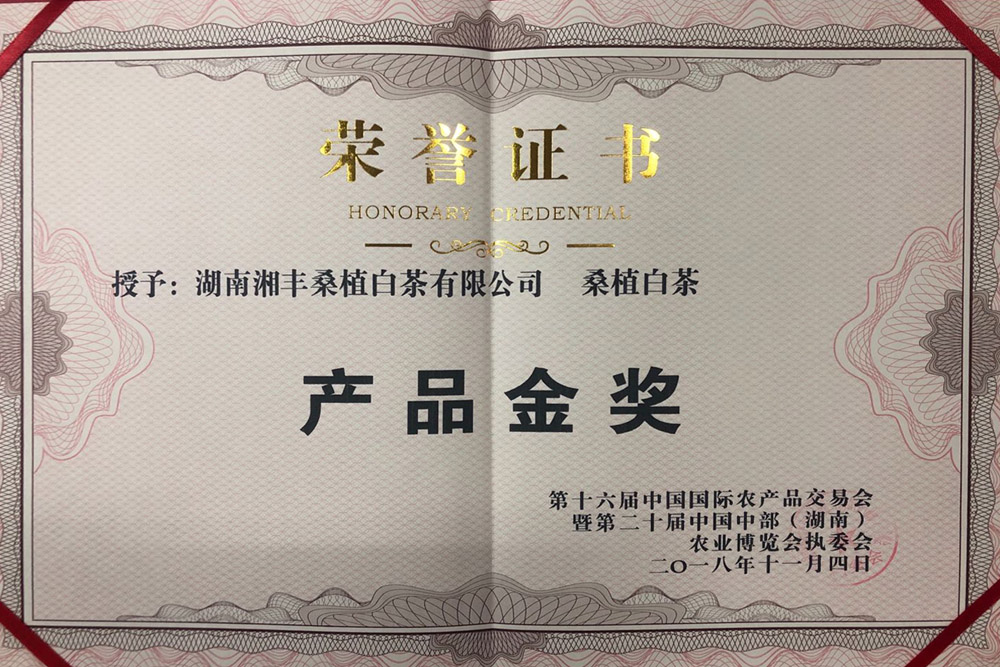 荣誉证书
HONORARY CREDENTIAL
授予：湖南湘丰桑植白茶有限公司 桑植白茶
产品金奖
第十六届中国国际农产品交易会
暨第二十届中国中部（湖南）
农业博览会执委会
二〇一八年十一月四日